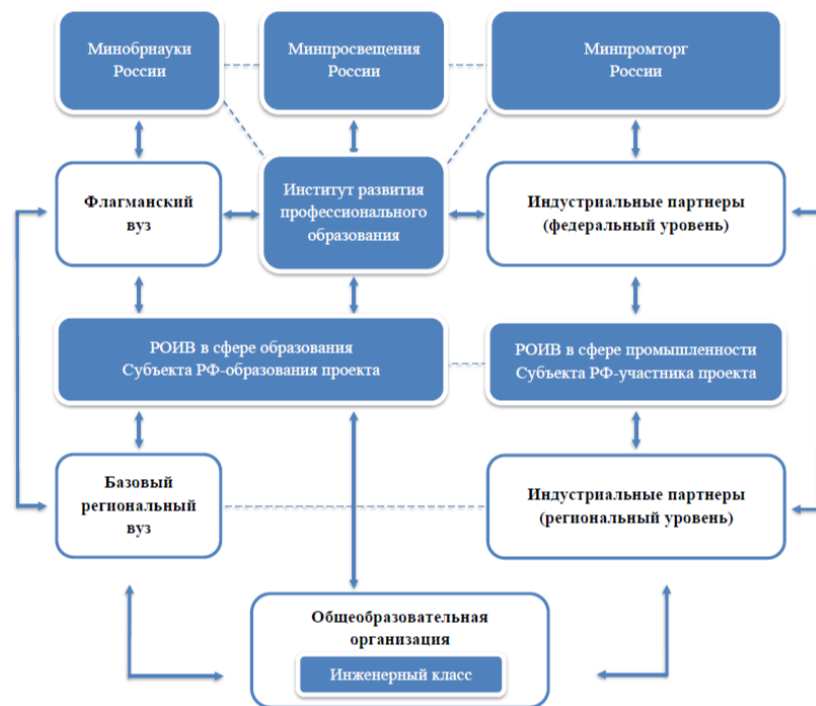 Минобрнауки
России
Минпросвещения
России
Минпромторг
России
Флагманский
вуз
Институт развития
профессионального
образования
Индустриальные партнеры
(федеральный уровень)
РОИВ в сфере образования
Субъекта РФ-образования проекта
РОИВ в сфере промышленности
Субъекта РФ-участника проекта
Базовый
региональный
вуз
Индустриальные партнеры
(региональный уровень)
Общеобразовательная
организация
Инженерный класс